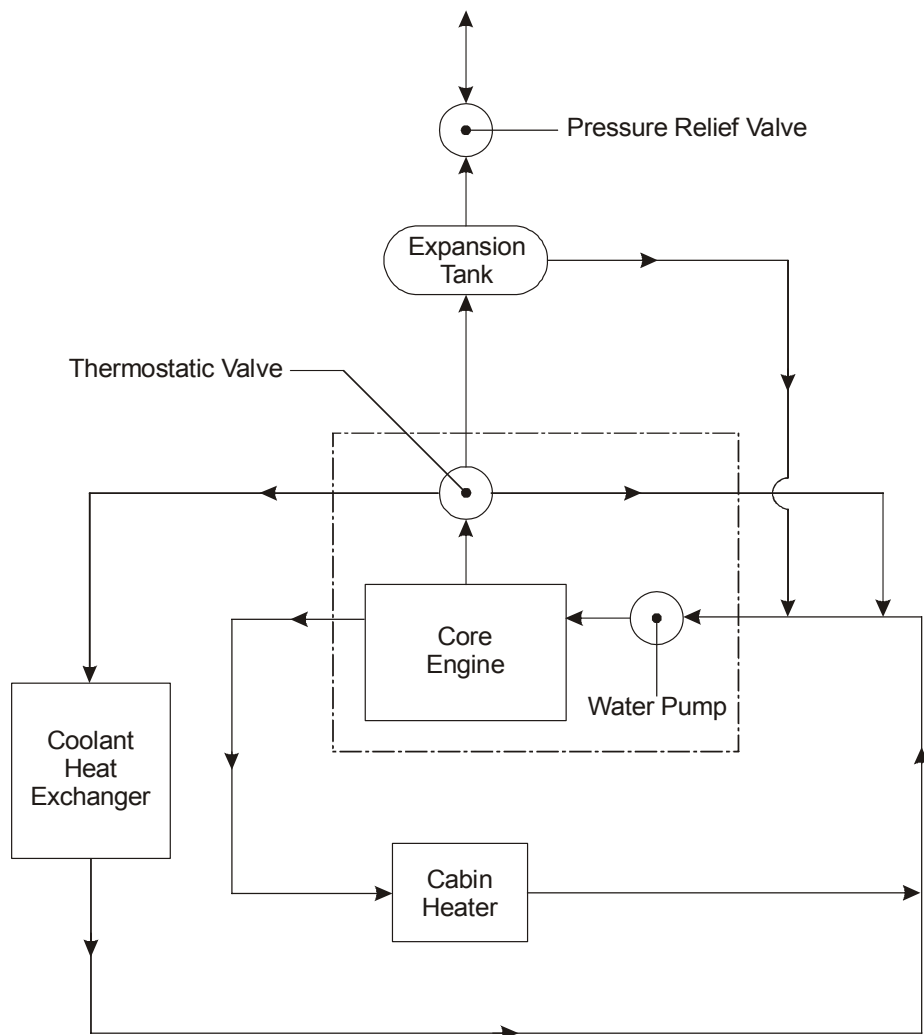 Pressure Relief Valve
Expansion
Tank
Thermostatic Valve
Core
Engine
Water Pump
Coolant
Heat
Exchanger
Cabin
Heater